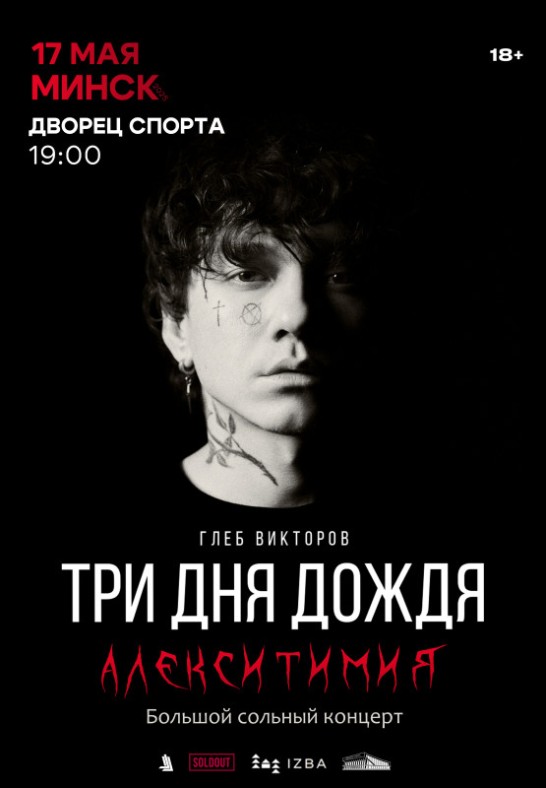 17 МАЯ
МИНСК
18+
ДВОРЕЦ СПОРТА
19:00
ГЛЕБ ВИКТОРОВ
ТРИ ДНЯ ДОЖДЯ
АЛЕКСИТИМИЯ
Большой сольный концерт
SOLDOUT
IZBA